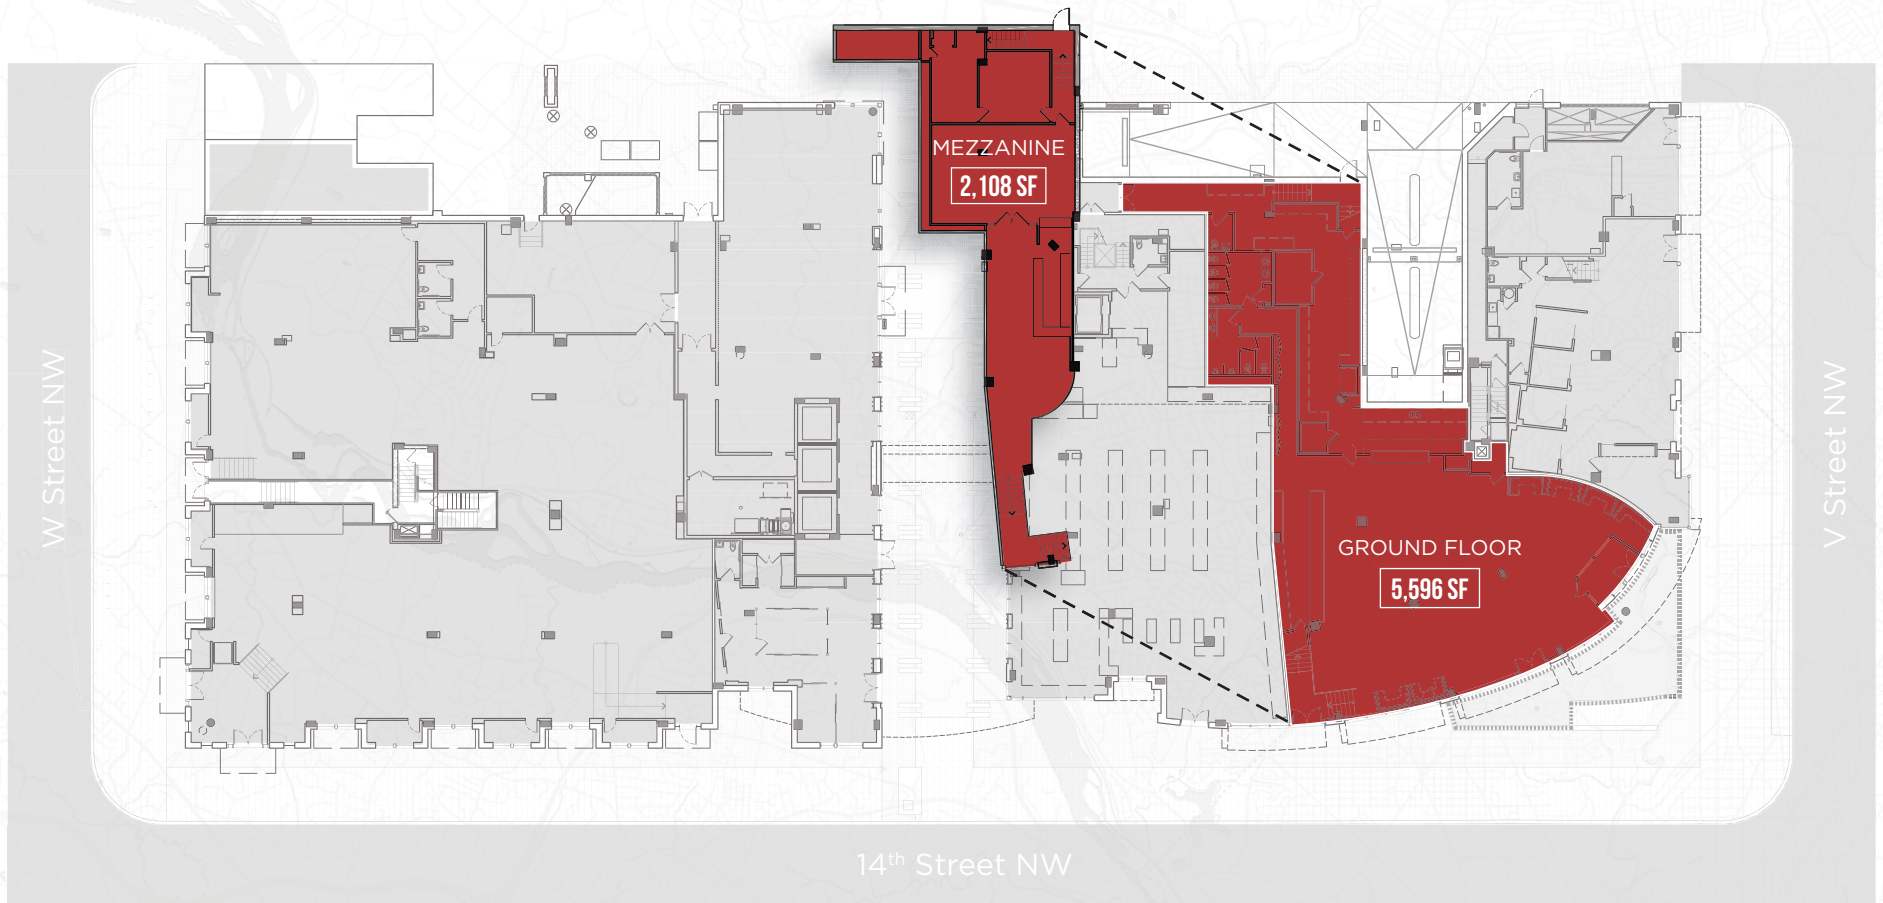 MEZZANINE
2,108 SF
GROUND FLOOR
5,596 SF
W Street NW
V Street NW
14th Street NW